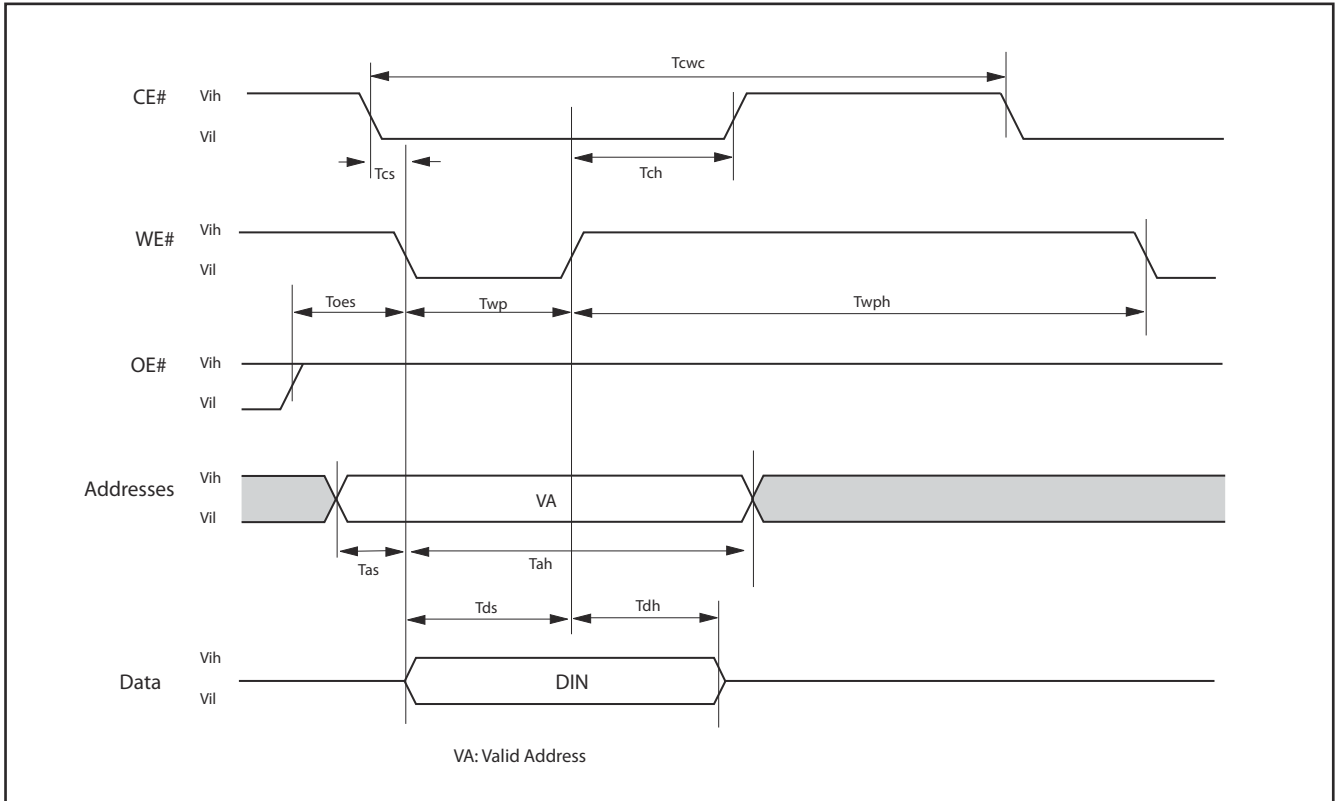 Tcwc
CE# Vih
Vil
Tcs
Tch
WE# Vih
Vil
Toes Twp Twph
OE# Vih
Vil
Addresses Vih
VA
Vil
Tas Tah
Tds Tdh
Vih
Data DIN
Vil
VA: Valid Address